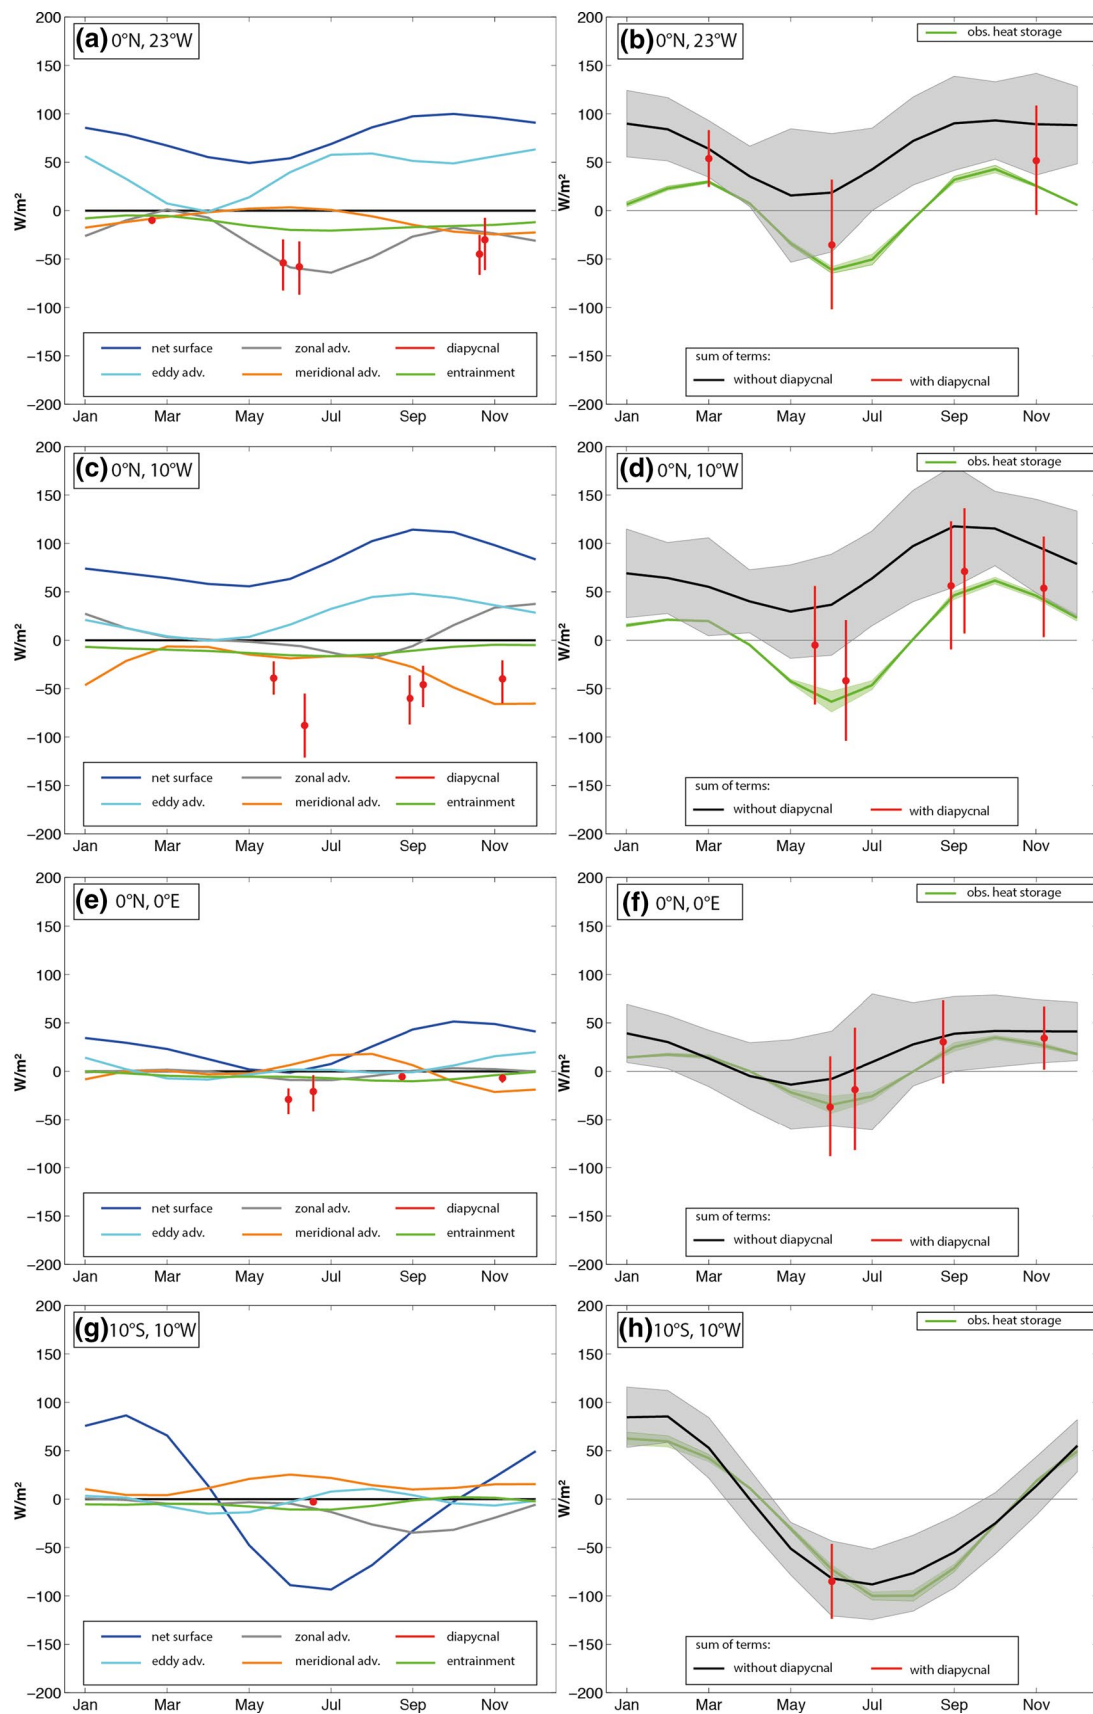 (a) 0°N, 23°W
W/m²
200
150
100
50
0
−50
−100
−150
−200
net surface
zonal adv.
diapycnal
eddy adv.
meridional adv.
entrainment
Jan Mar May Jul Sep Nov
(b) 0°N, 23°W
obs. heat storage
W/m²
200
150
100
50
0
−50
−100
−150
−200
sum of terms:
without diapycnal
with diapycnal
Jan Mar May Jul Sep Nov
(c) 0°N, 10°W
W/m²
200
150
100
50
0
−50
−100
−150
−200
net surface
zonal adv.
diapycnal
eddy adv.
meridional adv.
entrainment
Jan Mar May Jul Sep Nov
(d) 0°N, 10°W
obs. heat storage
W/m²
200
150
100
50
0
−50
−100
−150
−200
sum of terms:
without diapycnal
with diapycnal
Jan Mar May Jul Sep Nov
(e) 0°N, 0°E
W/m²
200
150
100
50
0
−50
−100
−150
−200
net surface
zonal adv.
diapycnal
eddy adv.
meridional adv.
entrainment
Jan Mar May Jul Sep Nov
(f) 0°N, 0°E
obs. heat storage
W/m²
200
150
100
50
0
−50
−100
−150
−200
sum of terms:
without diapycnal
with diapycnal
Jan Mar May Jul Sep Nov
(g) 10°S, 10°W
W/m²
200
150
100
50
0
−50
−100
−150
−200
net surface
zonal adv.
diapycnal
eddy adv.
meridional adv.
entrainment
Jan Mar May Jul Sep Nov
(h) 10°S, 10°W
obs. heat storage
W/m²
200
150
100
50
0
−50
−100
−150
−200
sum of terms:
without diapycnal
with diapycnal
Jan Mar May Jul Sep Nov